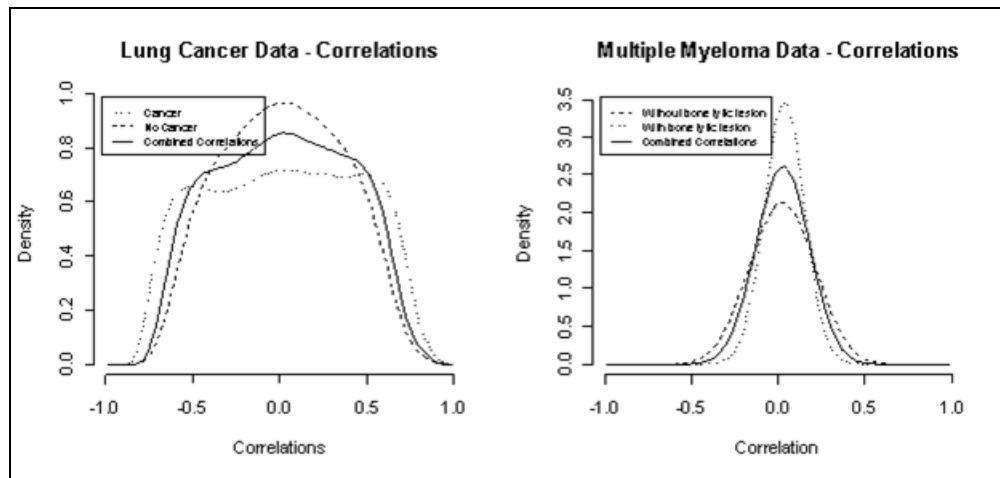 Lung Cancer Data - Correlations
1.0
0.8
0.6
0.4
0.2
0.0
Density
Cancer
No Cancer
Combined Correlations
-1.0 -0.5 0.0 0.5 1.0
Correlations
Multiple Myeloma Data - Correlations
3.5
3.0
2.5
2.0
1.5
1.0
0.5
0.0
Density
Without bone lytic lesion
With bone lytic lesion
Combined Correlations
-1.0 -0.5 0.0 0.5 1.0
Correlation